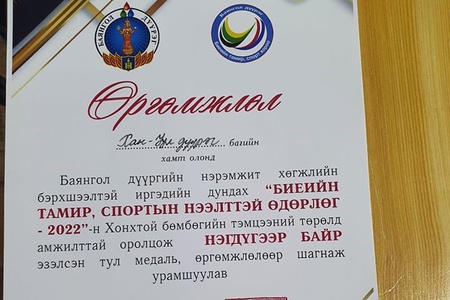 БАЯНГОЛ ДҮҮРЭГ
Өргөмжлөл
Хан-Уул дүүрэг багийн
хамт олонд
Баянгол дүүргийн нэрэмжит хөгжлийн
бэрхшээлтэй иргэдийн дундах “БИЕИЙН
ТАМИР, СПОРТЫН НЭЭЛТТЭЙ ӨДӨРЛӨГ
- 2022”-н Хонхтой бөмбөгийн тэмцээний төрөлд
амжилттай оролцож НЭГДҮГЭЭР БАЙР
эзэлсэн тул медаль, өргөмжлөлөөр шагнаж
урамшуулав